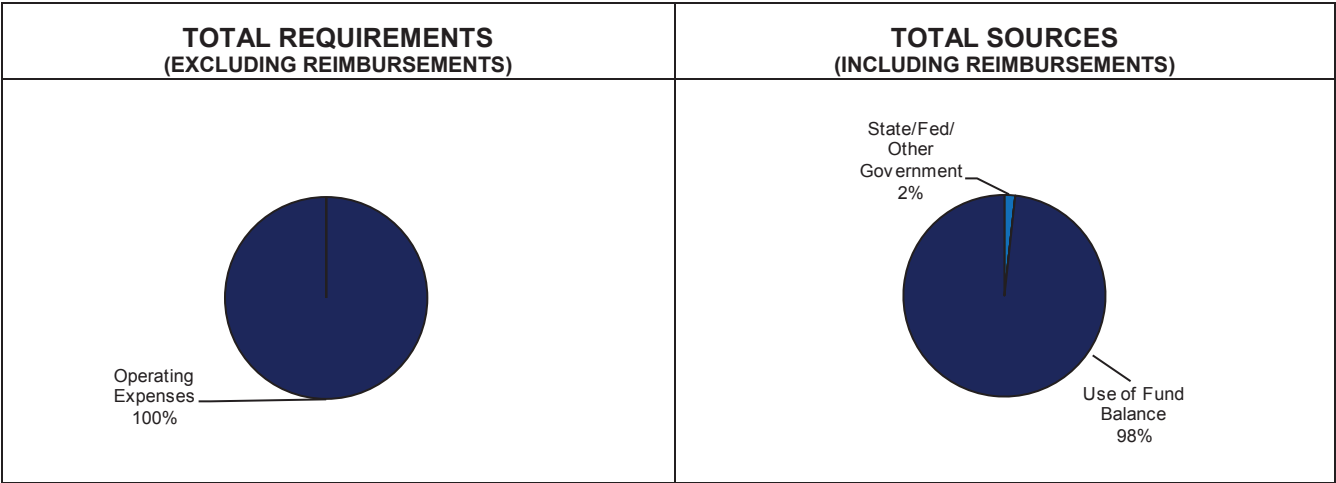 TOTAL REQUIREMENTS
(EXCLUDING REIMBURSEMENTS)
TOTAL SOURCES
(INCLUDING REIMBURSEMENTS)
Operating
Expenses
100%
State/Fed/
Other
Government
2%
Use of Fund
Balance
98%